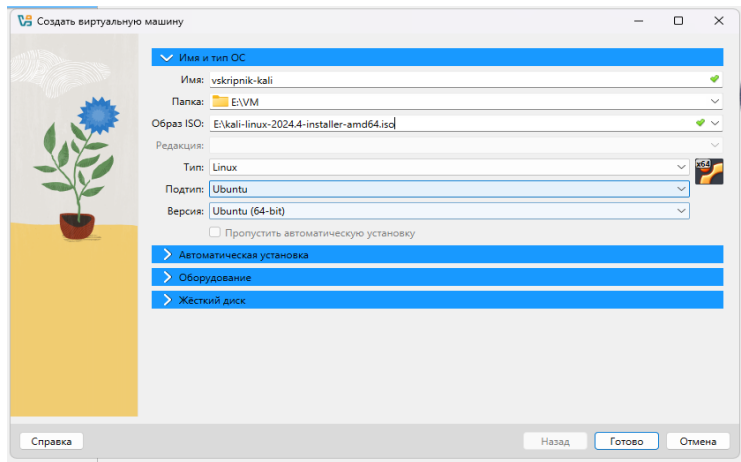 Создать виртуальную машину
Имя и тип ОС
Имя: vskripnik-kali
Папка: E:\VM
Образ ISO: E:\kali-linux-2024.4-installer-amd64.iso
Редакция:
Тип: Linux
x64
Подтип: Ubuntu
Версия: Ubuntu (64-bit)
Пропустить автоматическую установку
Автоматическая установка
Оборудование
Жёсткий диск
Справка Назад Готово Отмена